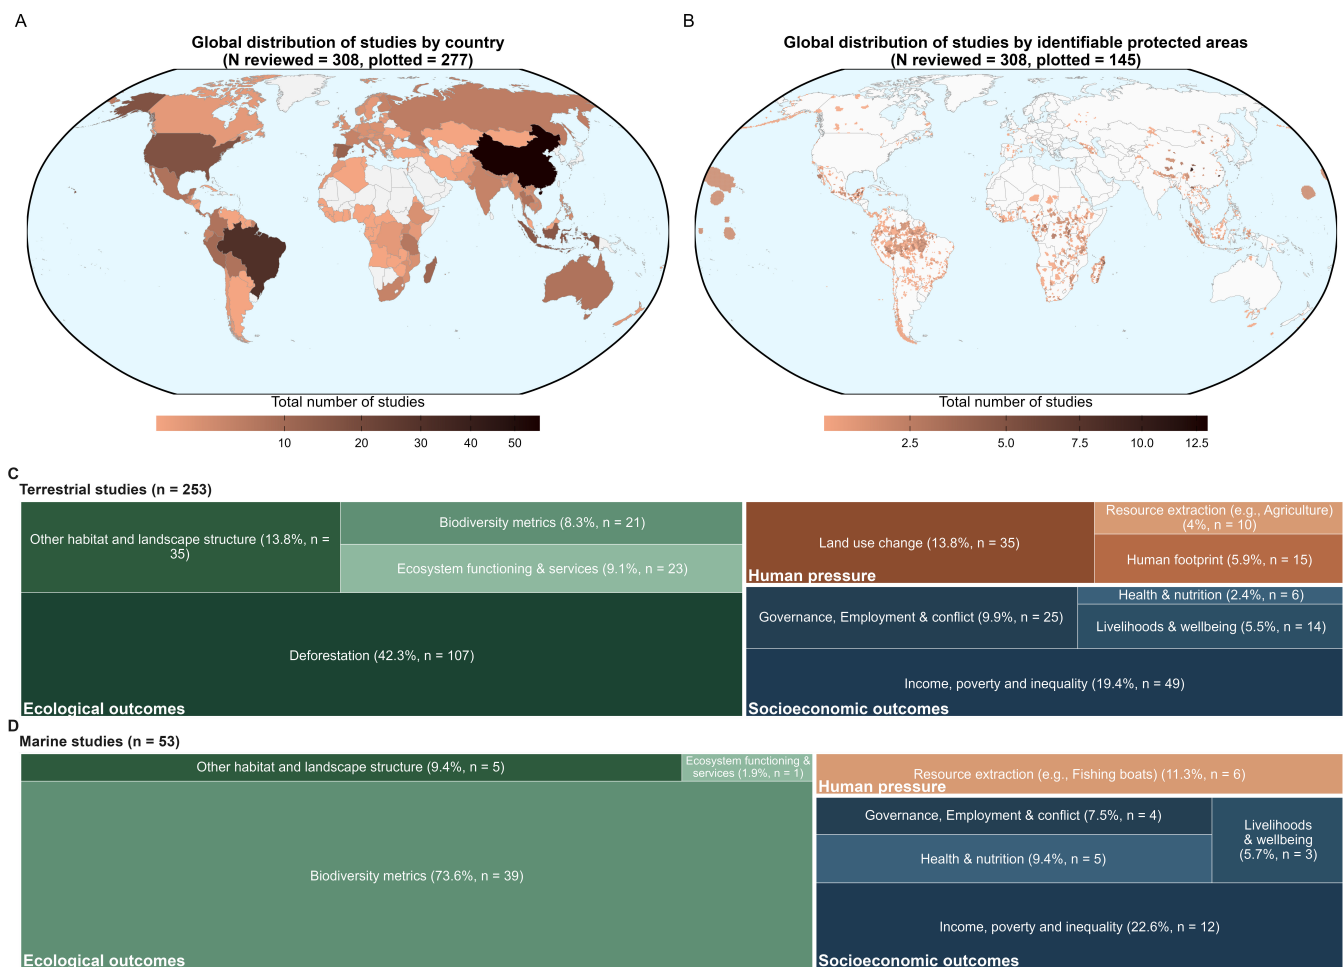 A
Global distribution of studies by country
(N reviewed = 308, plotted = 277)
Total number of studies
10
20
30
40
50
B
Global distribution of studies by identifiable protected areas
(N reviewed = 308, plotted = 145)
Total number of studies
2.5
5.0
7.5
10.0
12.5
C
Terrestrial studies (n = 253)
Other habitat and landscape structure (13.8%, n =
35)
Biodiversity metrics (8.3%, n = 21)
Ecosystem functioning & services (9.1%, n = 23)
Deforestation (42.3%, n = 107)
Ecological outcomes
Land use change (13.8%, n = 35)
Resource extraction (e.g., Agriculture)
(4%, n = 10)
Human footprint (5.9%, n = 15)
Human pressure
Governance, Employment & conflict (9.9%, n = 25)
Health & nutrition (2.4%, n = 6)
Livelihoods & wellbeing (5.5%, n = 14)
Income, poverty and inequality (19.4%, n = 49)
Socioeconomic outcomes
D
Marine studies (n = 53)
Other habitat and landscape structure (9.4%, n = 5)
Ecosystem functioning &
services (1.9%, n = 1)
Biodiversity metrics (73.6%, n = 39)
Ecological outcomes
Resource extraction (e.g., Fishing boats) (11.3%, n = 6)
Human pressure
Governance, Employment & conflict (7.5%, n = 4)
Health & nutrition (9.4%, n = 5)
Livelihoods
& wellbeing
(5.7%, n = 3)
Income, poverty and inequality (22.6%, n = 12)
Socioeconomic outcomes